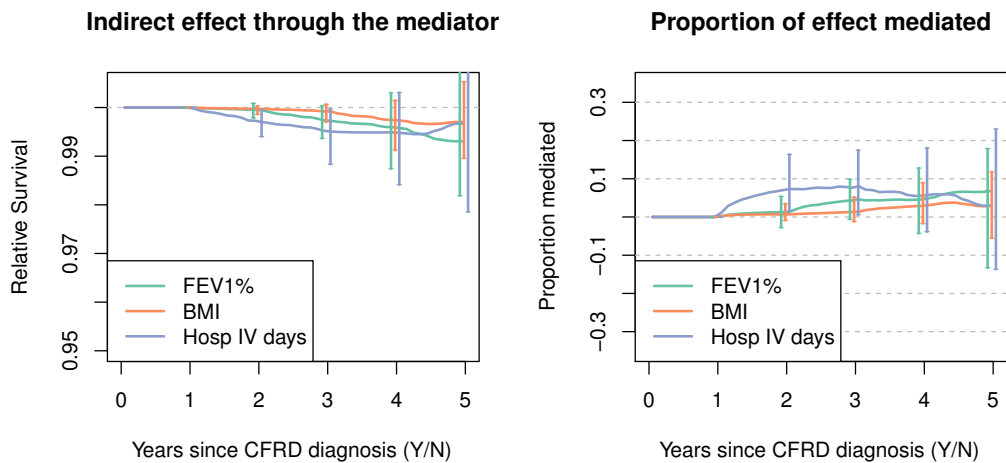 Indirect effect through the mediator
Relative Survival
0.99
0.97
0.95
FEV1%
BMI
Hosp IV days
0 1 2 3 4 5
Years since CFRD diagnosis (Y/N)
Proportion of effect mediated
Proportion mediated
0.3
0.1
−0.1
−0.3
FEV1%
BMI
Hosp IV days
0 1 2 3 4 5
Years since CFRD diagnosis (Y/N)